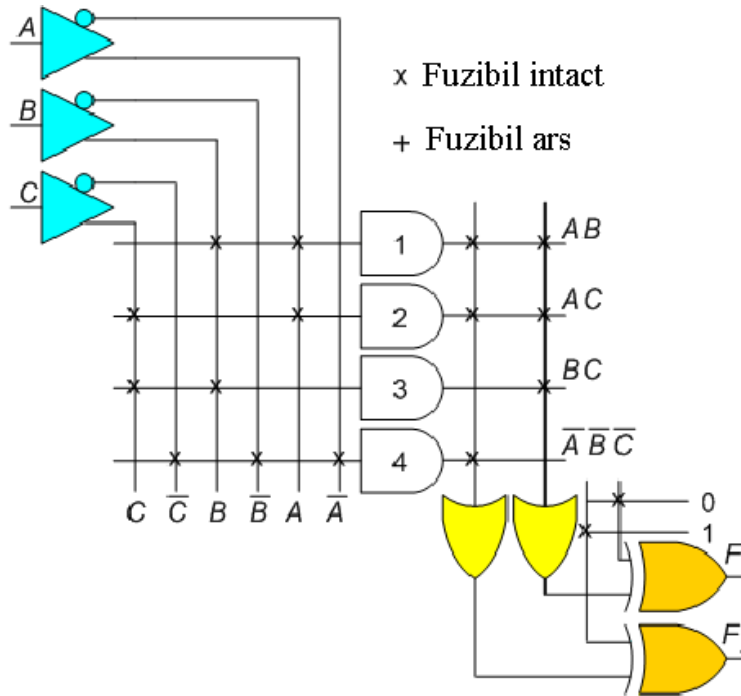 A
x Fuzibil intact
B
+ Fuzibil ars
C
1
AB
2
AC
3
BC
4
A̅ B̅ C̅
C C̅ B B̅ A A̅
0
1
F
F